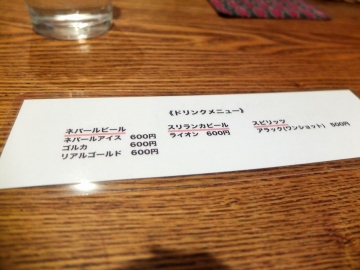 《ドリンクメニュー》
ネパールビール
ネパールアイス 600円
ゴルカ 600円
リアルゴールド 600円
スリランカビール
ライオン 600円
スピリッツ
アラック(ワンショット) 500円